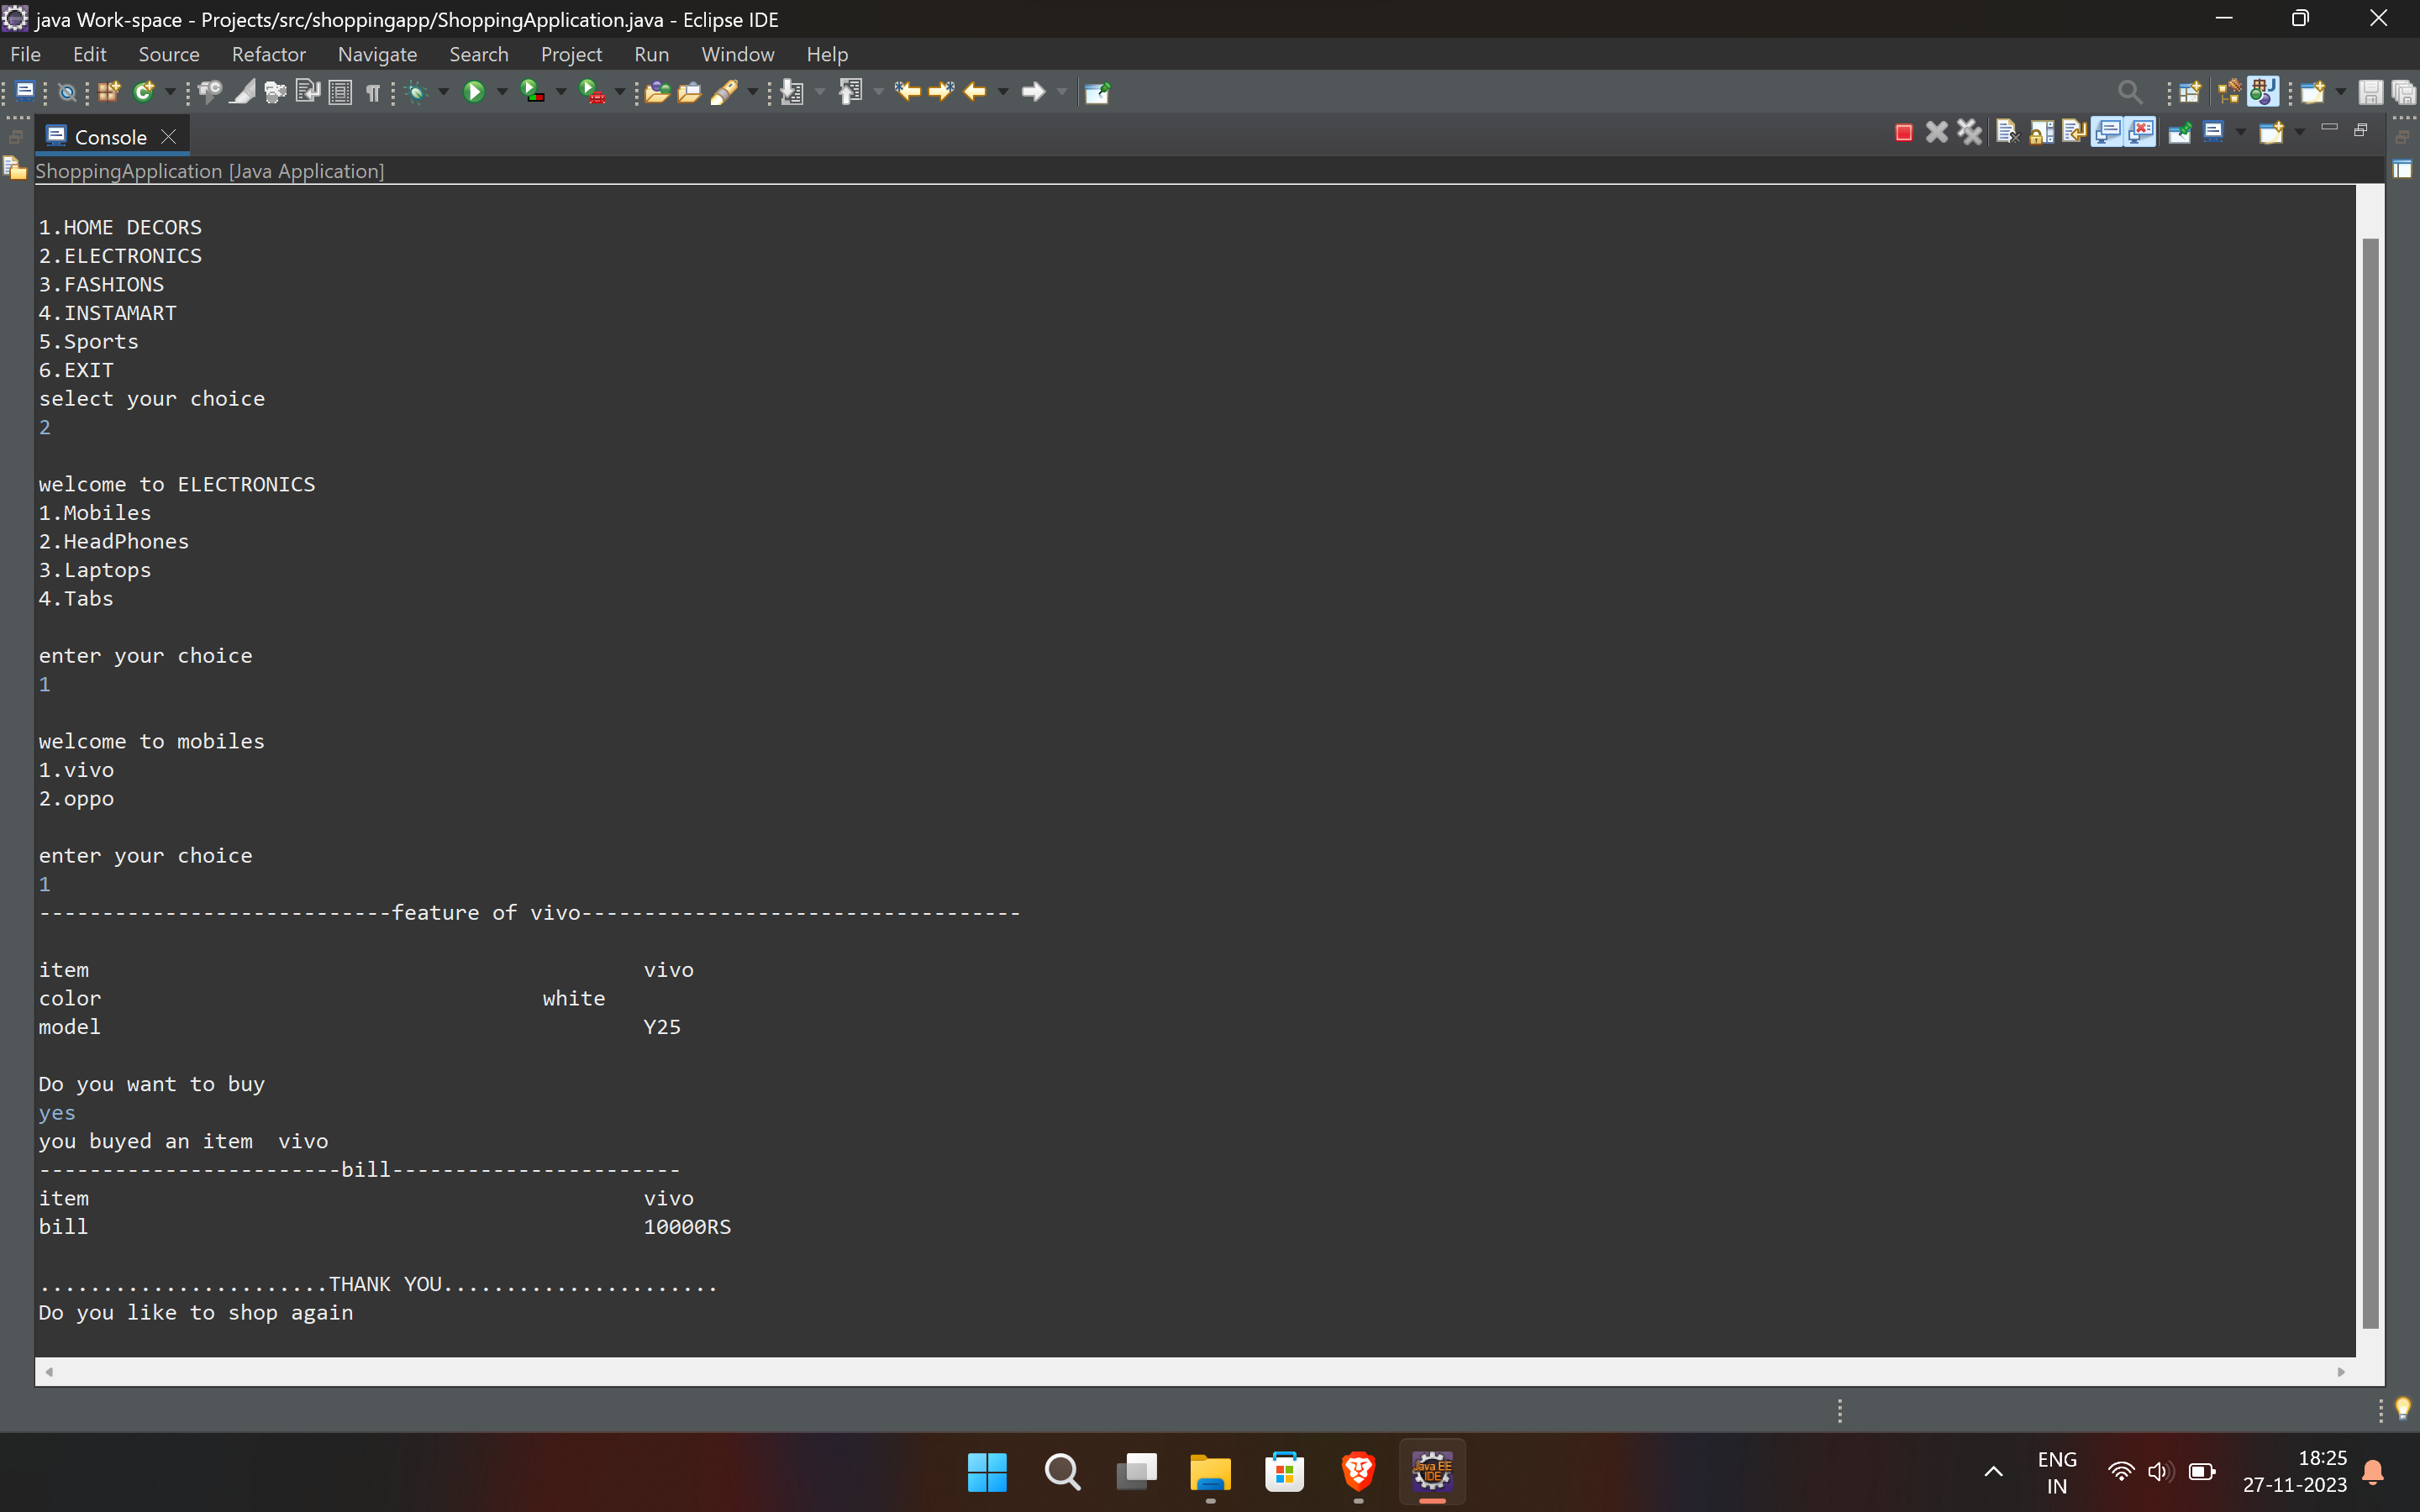 java Work-space - Projects/src/shoppingapp/ShoppingApplication.java - Eclipse IDE
File Edit Source Refactor Navigate Search Project Run Window Help
Console
ShoppingApplication [Java Application]
1.HOME DECORS
2.ELECTRONICS
3.FASHIONS
4.INSTAMART
5.Sports
6.EXIT
select your choice
2
welcome to ELECTRONICS
1.Mobiles
2.HeadPhones
3.Laptops
4.Tabs
enter your choice
1
welcome to mobiles
1.vivo
2.oppo
enter your choice
1
----------------------------feature of vivo-----------------------------------
item vivo
color white
model Y25
Do you want to buy
yes
you buyed an item  vivo
------------------------bill-----------------------
item vivo
bill 10000RS
.......................THANK YOU......................
Do you like to shop again
Java EE
IDE
ENG
IN
18:25
27-11-2023